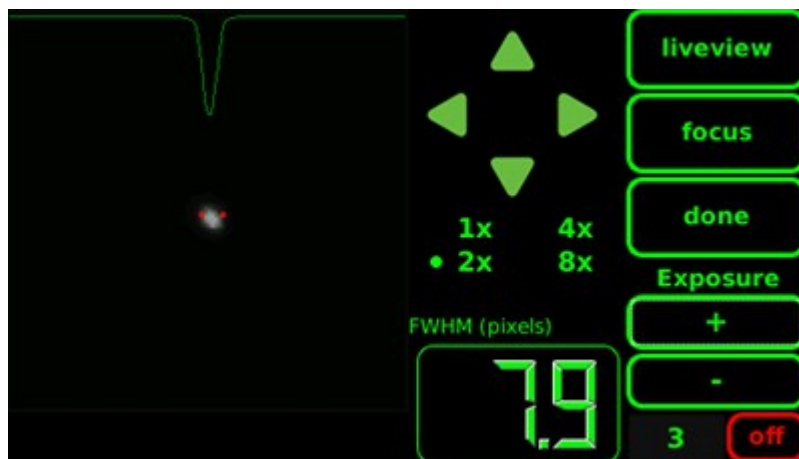 liveview
focus
done
1x 4x
2x 8x
Exposure
+
-
FWHM (pixels)
7.9
3 off